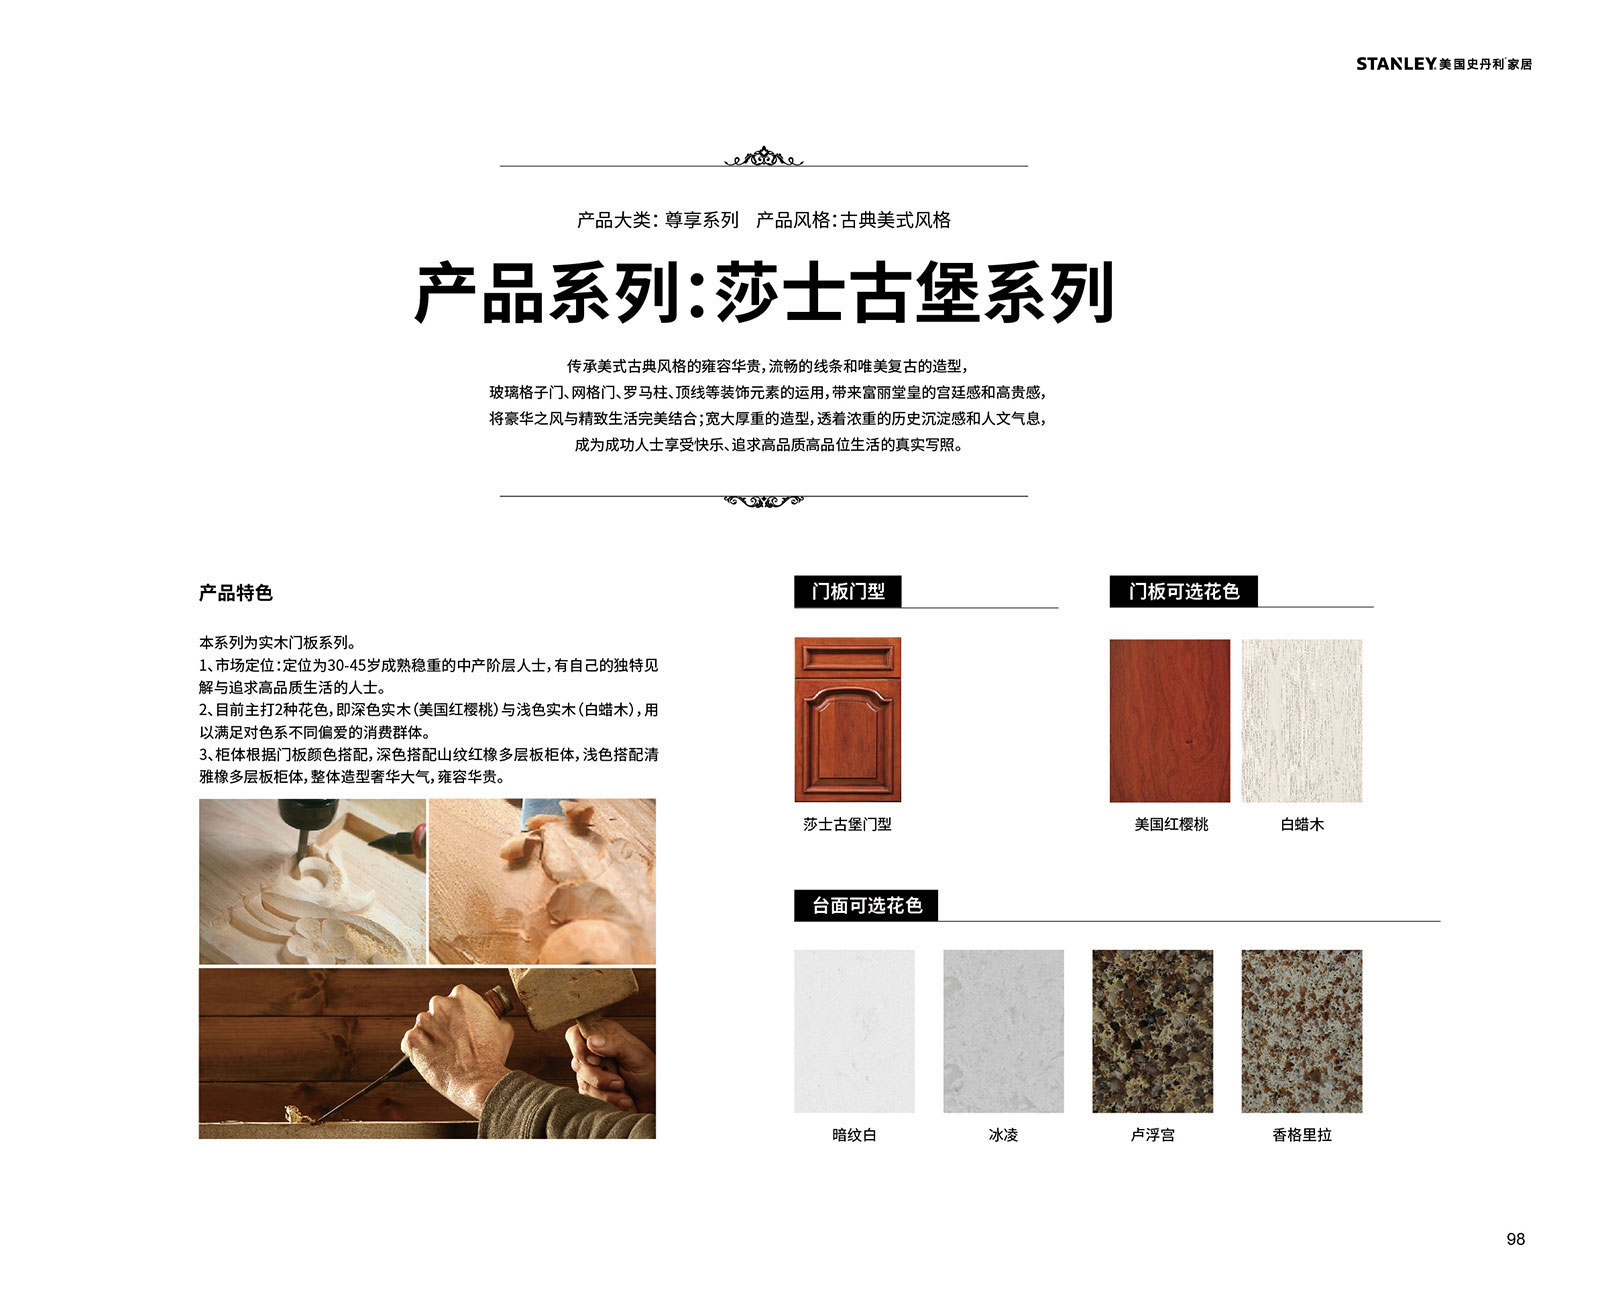 STANLEY 美国史丹利家居
产品大类：尊享系列 产品风格：古典美式风格
产品系列：莎士古堡系列
传承美式古典风格的雍容华贵，流畅的线条和唯美复古的造型，
玻璃格子门、网格门、罗马柱、顶线等装饰元素的运用，带来富丽堂皇的宫廷感和高贵感，
将豪华之风与精致生活完美结合；宽大厚重的造型，透着浓重的历史沉淀感和人文气息，
成为成功人士享受快乐、追求高品质高品位生活的真实写照。
产品特色
本系列为实木门板系列。
1、市场定位：定位为30-45岁成熟稳重的中产阶层人士，有自己的独特见
解与追求高品质生活的人士。
2、目前主打2种花色，即深色实木（美国红樱桃）与浅色实木（白蜡木），用
以满足对色系不同偏爱的消费群体。
3、柜体根据门板颜色搭配，深色搭配山纹红橡多层板柜体，浅色搭配清
雅橡多层板柜体，整体造型奢华大气，雍容华贵。
门板门型
莎士古堡门型
门板可选花色
美国红樱桃 白蜡木
台面可选花色
暗纹白 冰凌 卢浮宫 香格里拉
98